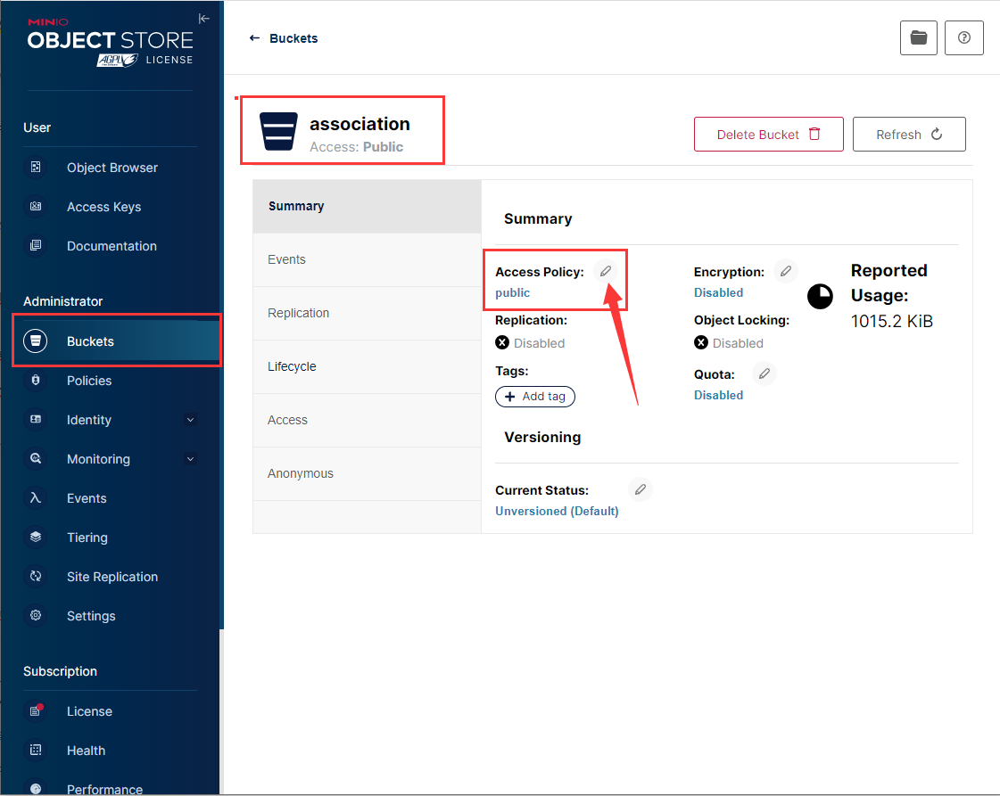 MINIO
OBJECT STORE
AGPLv3 LICENSE
User
Object Browser
Access Keys
Documentation
Administrator
Buckets
Policies
Identity
Monitoring
Events
Tiering
Site Replication
Settings
Subscription
License
Health
Performance
Buckets
association
Access: Public
Delete Bucket
Refresh
Summary
Events
Replication
Lifecycle
Access
Anonymous
Summary
Access Policy:
public
Encryption:
Disabled
Reported
Usage:
1015.2 KiB
Replication:
Disabled
Object Locking:
Disabled
Tags:
Add tag
Quota:
Disabled
Versioning
Current Status:
Unversioned (Default)